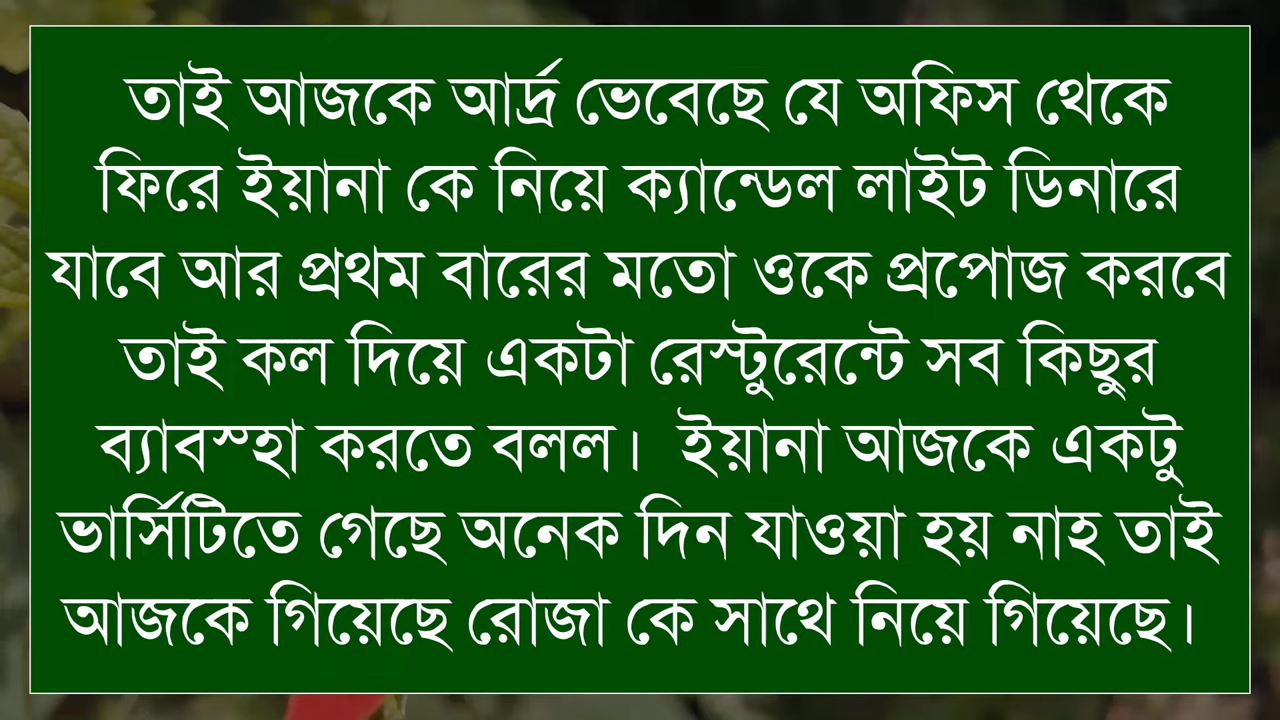 তাই আজকে আর্দ্র ভেবেছে যে অফিস থেকে
ফিরে ইয়ানা কে নিয়ে ক্যান্ডেল লাইট ডিনারে
যাবে আর প্রথম বারের মতো ওকে প্রপোজ করবে
তাই কল দিয়ে একটা রেস্টুরেন্টে সব কিছুর
ব্যাবস্হা করতে বলল। ইয়ানা আজকে একটু
ভার্সিটিতে গেছে অনেক দিন যাওয়া হয় নাহ তাই
আজকে গিয়েছে রোজা কে সাথে নিয়ে গিয়েছে।